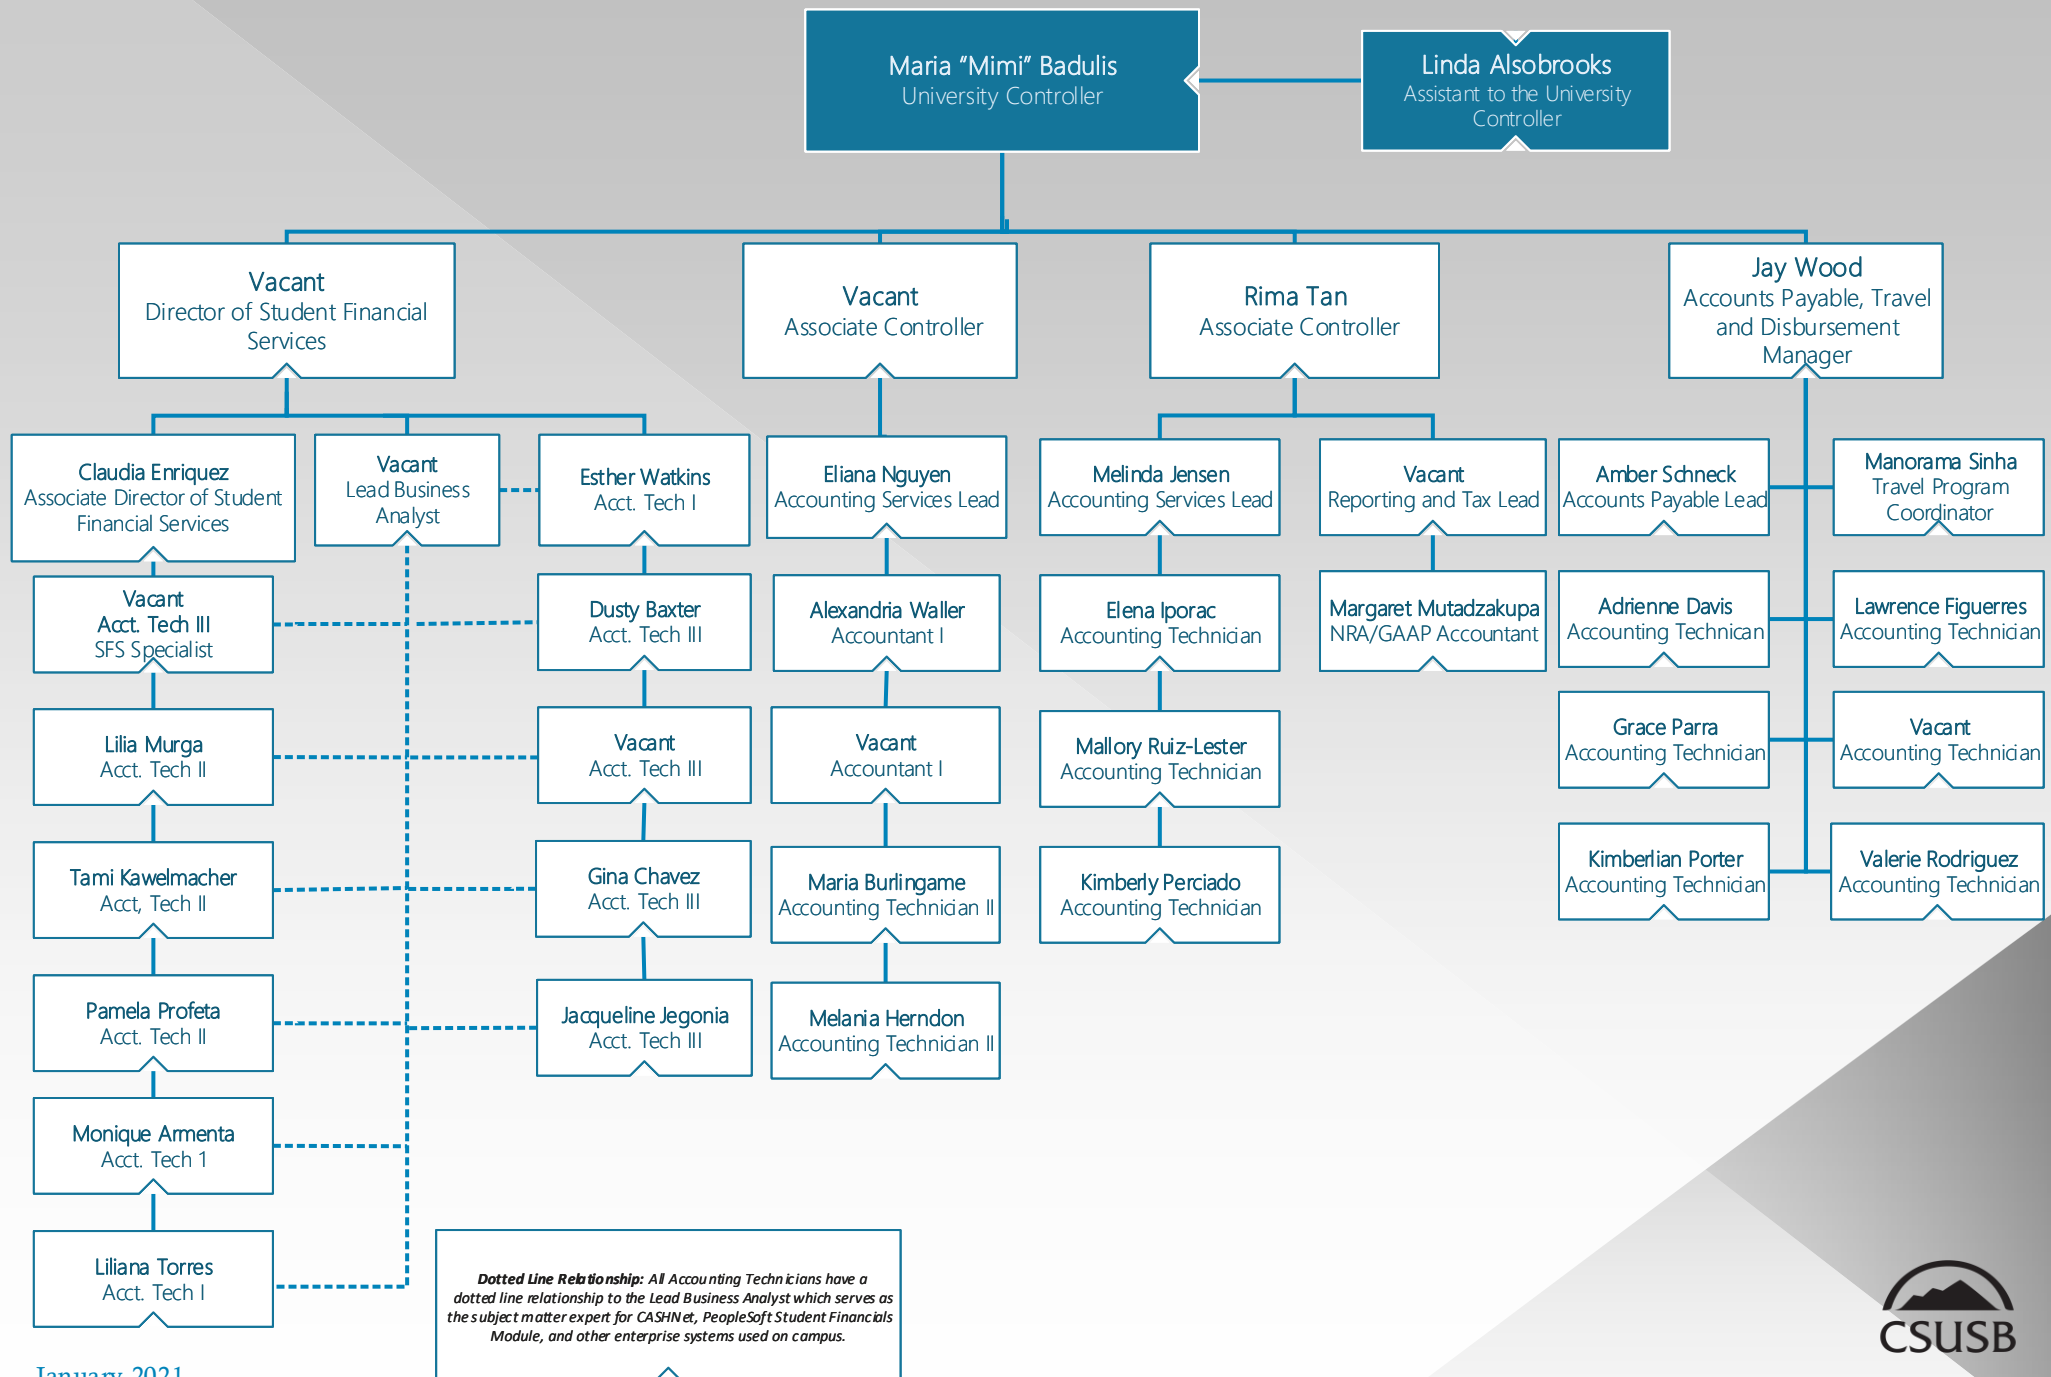 Maria “Mimi” Badulis
University Controller
Linda Alsobrooks
Assistant to the University
Controller
Vacant
Director of Student Financial
Services
Vacant
Associate Controller
Rima Tan
Associate Controller
Jay Wood
Accounts Payable, Travel
and Disbursement
Manager
Claudia Enriquez
Associate Director of Student
Financial Services
Vacant
Lead Business
Analyst
Esther Watkins
Acct. Tech I
Eliana Nguyen
Accounting Services Lead
Melinda Jensen
Accounting Services Lead
Vacant
Reporting and Tax Lead
Amber Schneck
Accounts Payable Lead
Manorama Sinha
Travel Program
Coordinator
Vacant
Acct. Tech III
SFS Specialist
Dusty Baxter
Acct. Tech III
Alexandria Waller
Accountant I
Elena Iporac
Accounting Technician
Margaret Mutadzakupa
NRA/GAAP Accountant
Adrienne Davis
Accounting Technican
Lawrence Figuerres
Accounting Technician
Lilia Murga
Acct. Tech II
Vacant
Acct. Tech III
Vacant
Accountant I
Mallory Ruiz-Lester
Accounting Technician
Grace Parra
Accounting Technician
Vacant
Accounting Technician
Tami Kawelmacher
Acct, Tech II
Gina Chavez
Acct. Tech III
Maria Burlingame
Accounting Technician II
Kimberly Perciado
Accounting Technician
Kimberlian Porter
Accounting Technician
Valerie Rodriguez
Accounting Technician
Pamela Profeta
Acct. Tech II
Jacqueline Jegonia
Acct. Tech III
Melania Herndon
Accounting Technician II
Monique Armenta
Acct. Tech 1
Liliana Torres
Acct. Tech I
Dotted Line Relationship: All Accounting Technicians have a
dotted line relationship to the Lead Business Analyst which serves as
the subject matter expert for CASHNet, PeopleSoft Student Financials
Module, and other enterprise systems used on campus.
CSUSB
January 2021